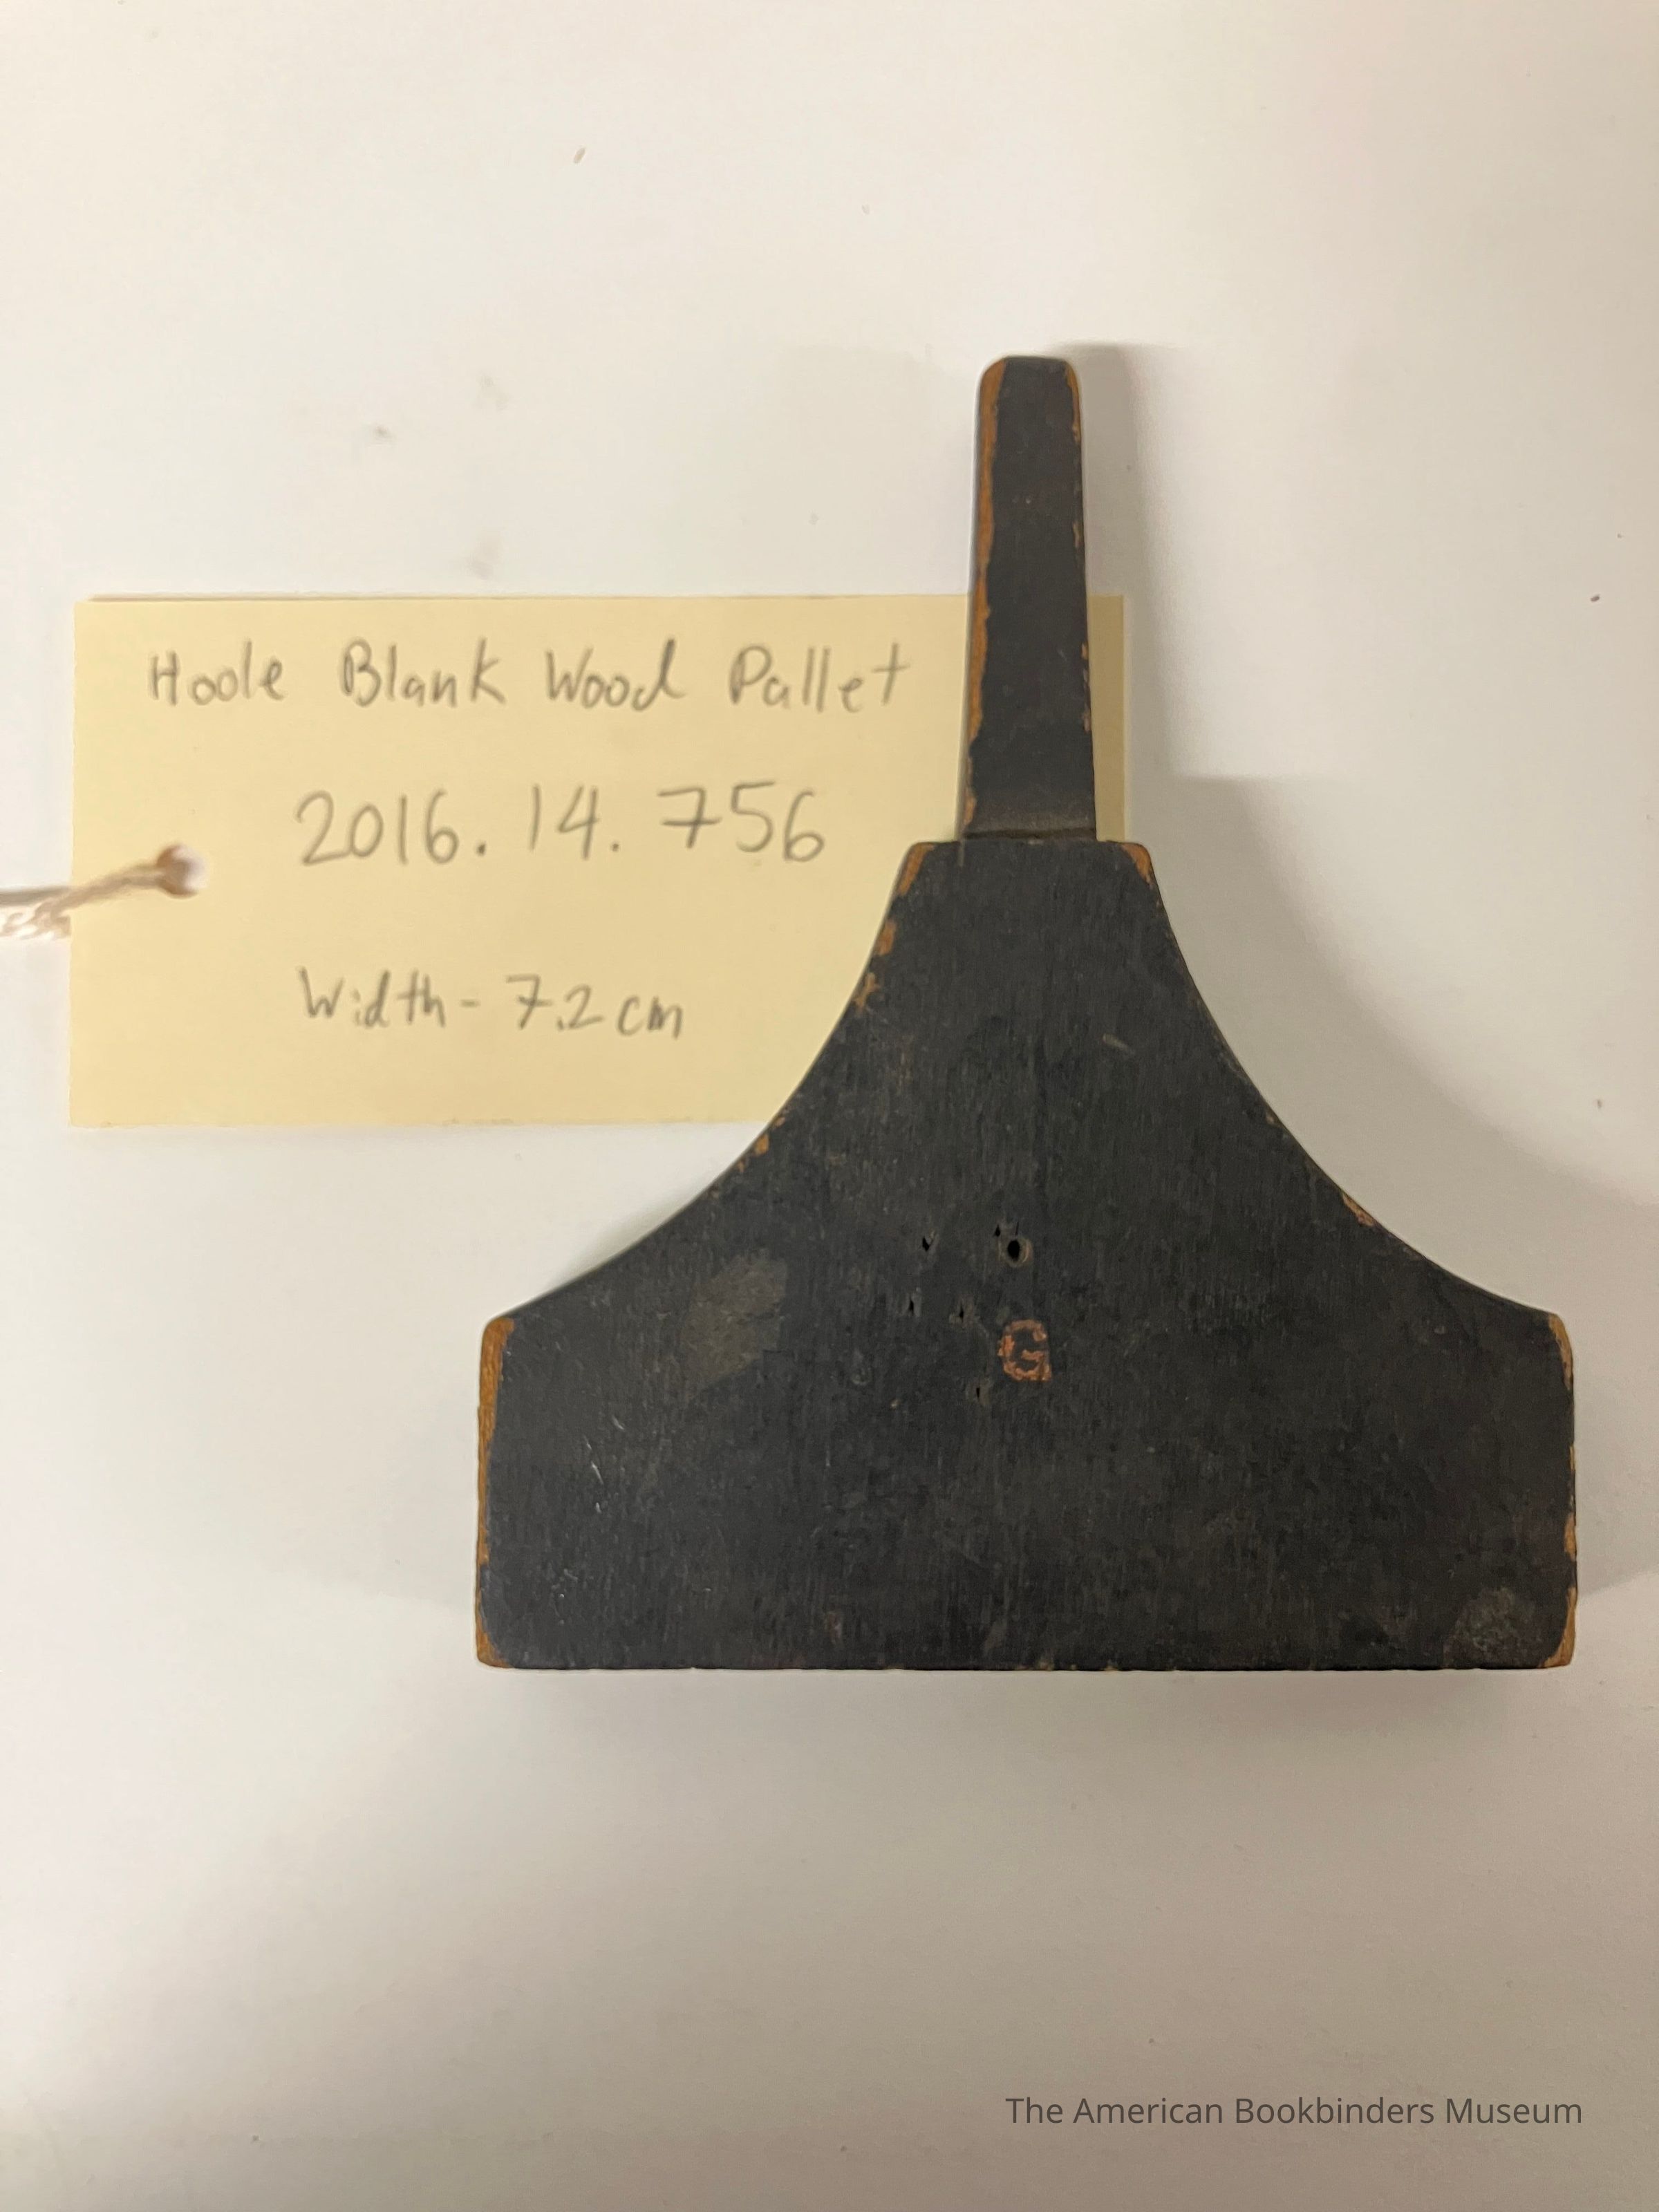 Hoole Blank Wood Pallet
2016.14.756
Width - 7.2 cm
G
The American Bookbinders Museum